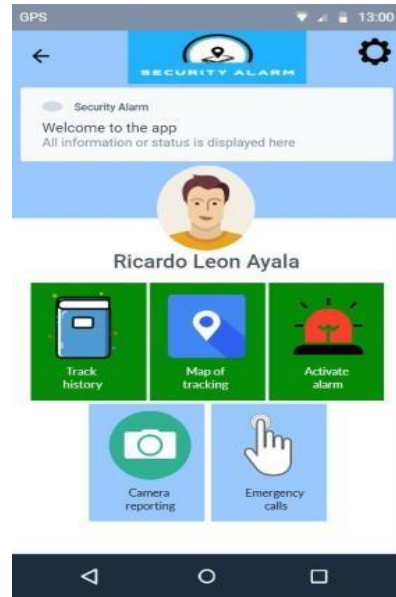 GPS 13:00
SECURITY ALARM
Security Alarm
Welcome to the app
All information or status is displayed here
Ricardo Leon Ayala
Track
history
Map of
tracking
Activate
alarm
Camera
reporting
Emergency
calls